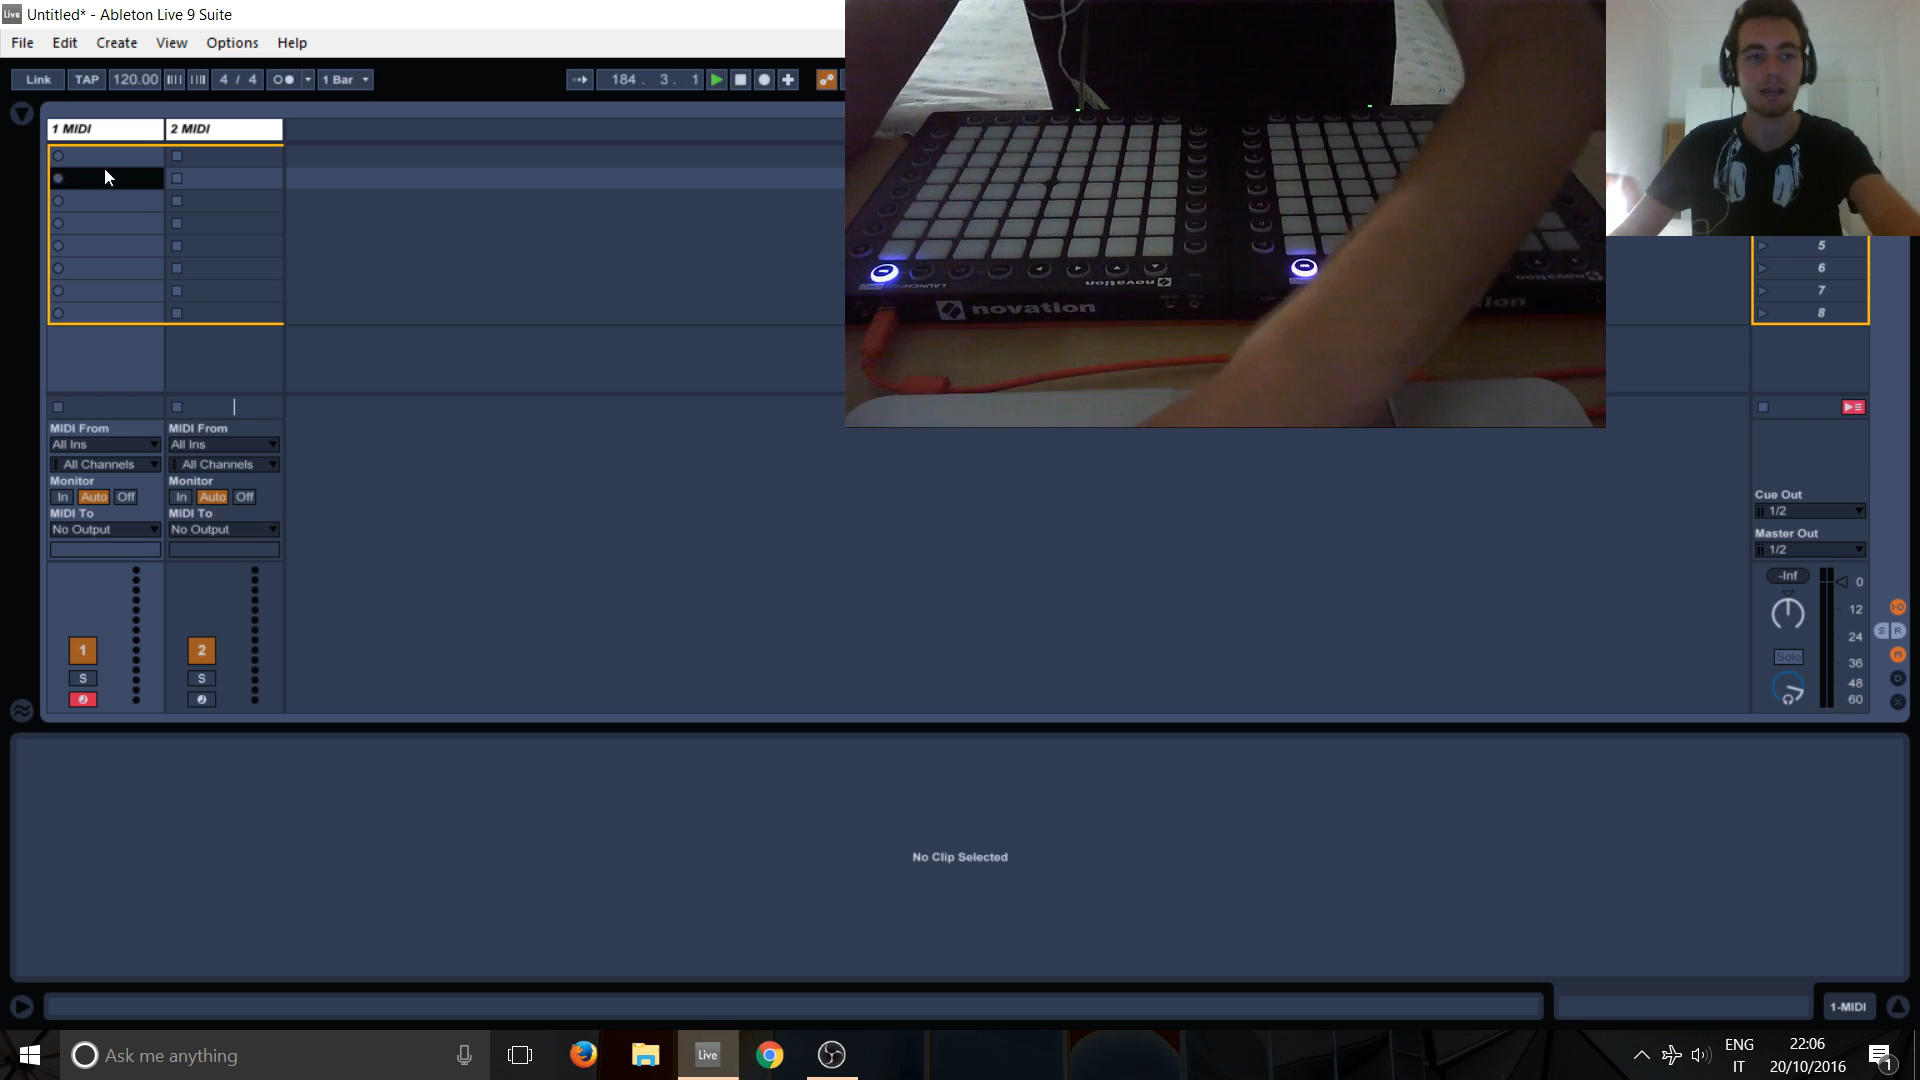 Live Untitled* - Ableton Live 9 Suite
File Edit Create View Options Help
Link TAP 120.00 4 / 4 1 Bar 184. 3. 1
1 MIDI 2 MIDI
novation
novation
5
6
7
8
MIDI From MIDI From
All Ins All Ins
All Channels All Channels
Monitor Monitor
In Auto Off In Auto Off
MIDI To MIDI To
No Output No Output
Cue Out
1/2
Master Out
1/2
-Inf 0
12
24
Solo 36
48
60
1 2
S S
I·O
S R
M
D
X
No Clip Selected
1-MIDI
Ask me anything
Live
ENG
IT
22:06
20/10/2016
1